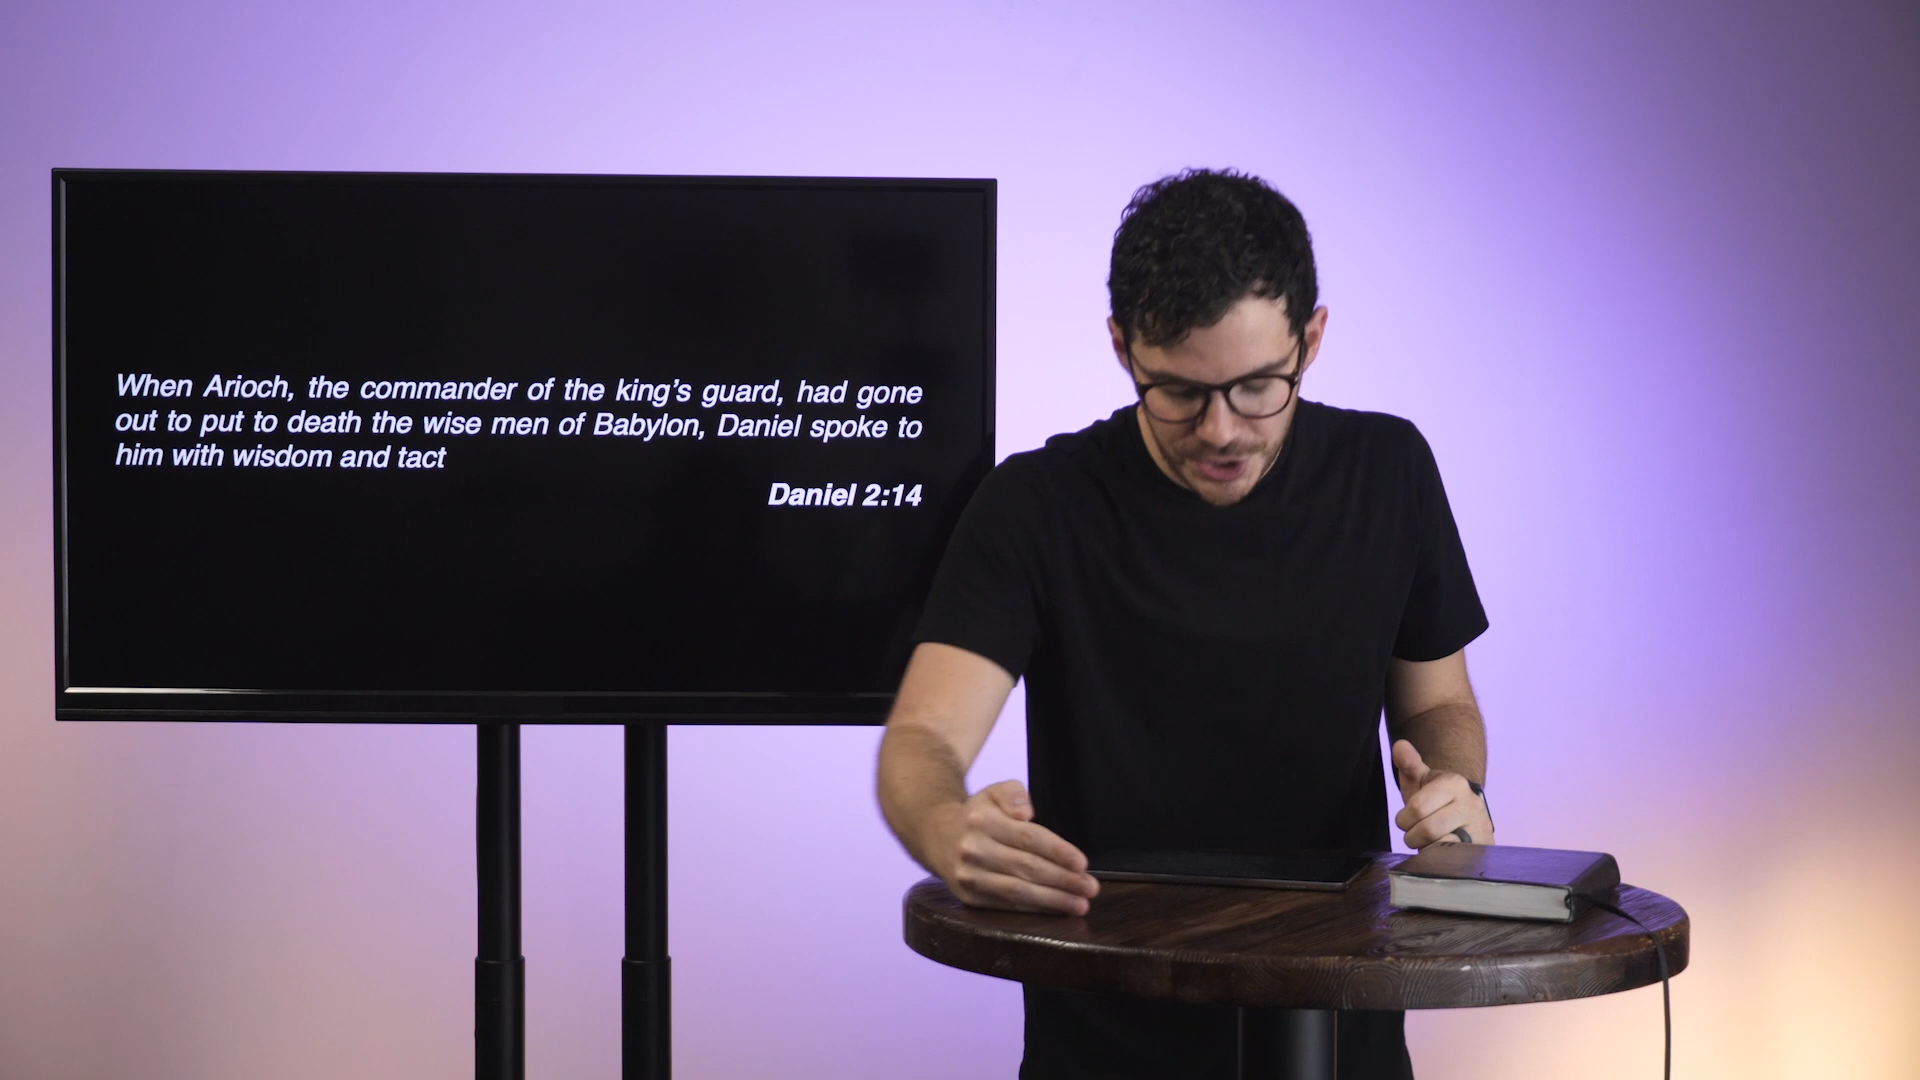 When Arioch, the commander of the king’s guard, had gone
out to put to death the wise men of Babylon, Daniel spoke to
him with wisdom and tact
Daniel 2:14